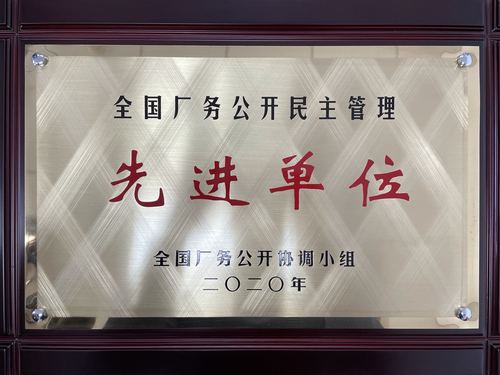 全国厂务公开民主管理
先进单位
全国厂务公开协调小组
二〇二〇年